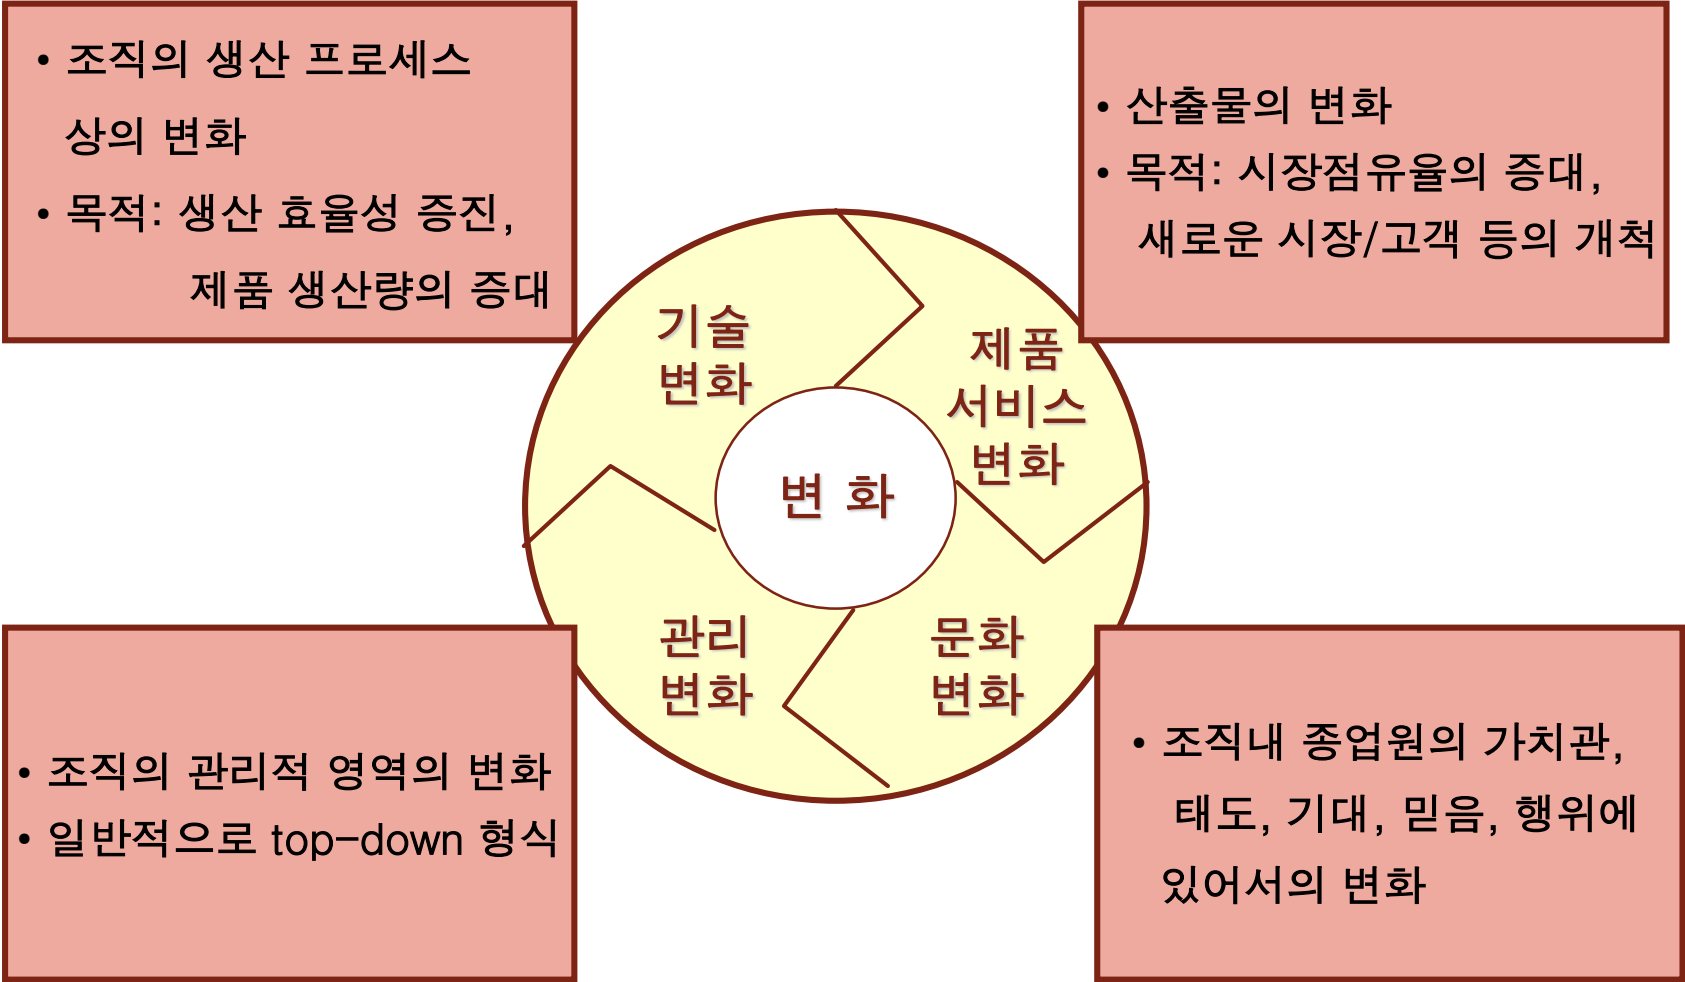 • 조직의 생산 프로세스
상의 변화
• 목적: 생산 효율성 증진,
제품 생산량의 증대
• 산출물의 변화
• 목적: 시장점유율의 증대,
새로운 시장/고객 등의 개척
기술
변화
제품
서비스
변화
변 화
관리
변화
문화
변화
• 조직의 관리적 영역의 변화
• 일반적으로 top-down 형식
• 조직내 종업원의 가치관,
태도, 기대, 믿음, 행위에
있어서의 변화